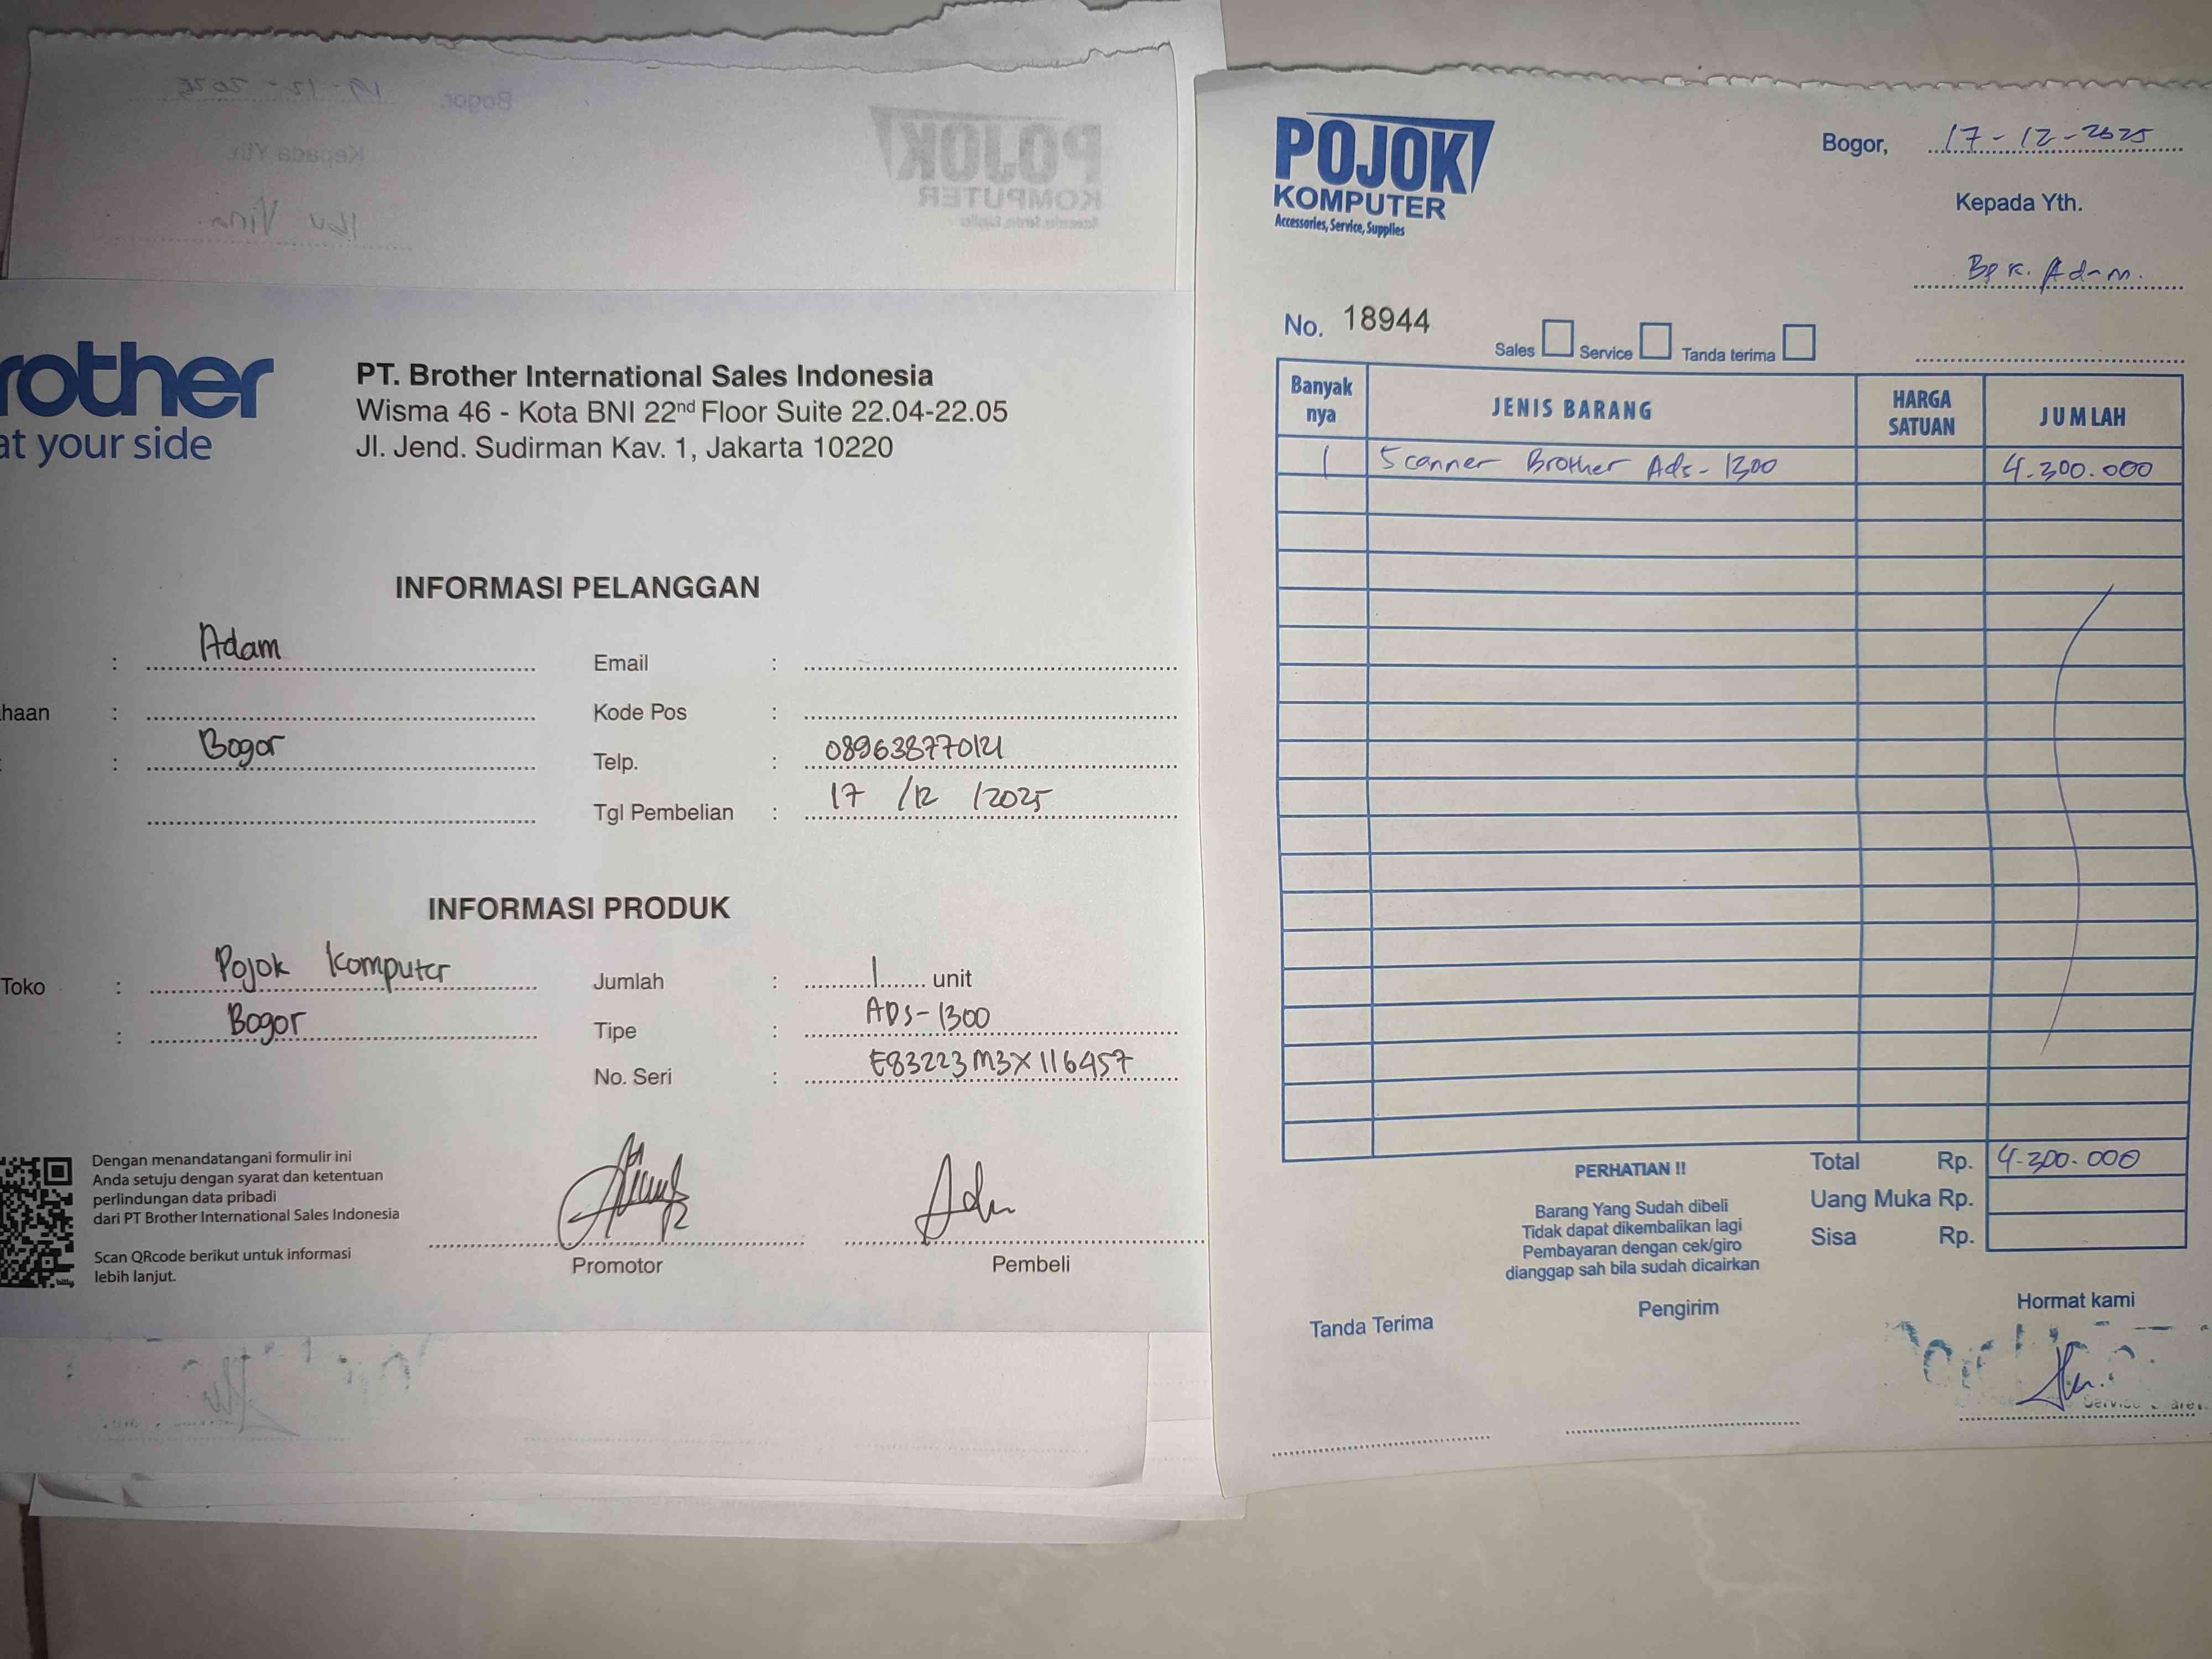 rother
at your side
PT. Brother International Sales Indonesia
Wisma 46 - Kota BNI 22nd Floor Suite 22.04-22.05
Jl. Jend. Sudirman Kav. 1, Jakarta 10220
INFORMASI PELANGGAN
: Adam Email :
haan : Kode Pos :
: Bogor Telp. : 089638770121
Tgl Pembelian : 17 /12 /2025
INFORMASI PRODUK
Toko : Pojok Komputer Jumlah : 1 unit
: Bogor Tipe : ADS-1300
No. Seri : E83223M3X116457
Dengan menandatangani formulir ini
Anda setuju dengan syarat dan ketentuan
perlindungan data pribadi
dari PT Brother International Sales Indonesia
Scan QRcode berikut untuk informasi
lebih lanjut.
Promotor Pembeli
POJOK
KOMPUTER
Accessories, Service, Supplies
Bogor, 17-12-2025
Kepada Yth.
Bpk. Adam.
No. 18944 Sales Service Tanda terima
Banyak nya JENIS BARANG HARGA SATUAN JUMLAH
1 Scanner Brother Ads-1300 4.300.000
Total Rp. 4.300.000
Uang Muka Rp.
Sisa Rp.
PERHATIAN !!
Barang Yang Sudah dibeli
Tidak dapat dikembalikan lagi
Pembayaran dengan cek/giro
dianggap sah bila sudah dicairkan
Tanda Terima Pengirim Hormat kami
POJOK
KOMPUTER
Accessories, Service, Supplies
Bogor,
Kepada Yth.
Ibu Vina.